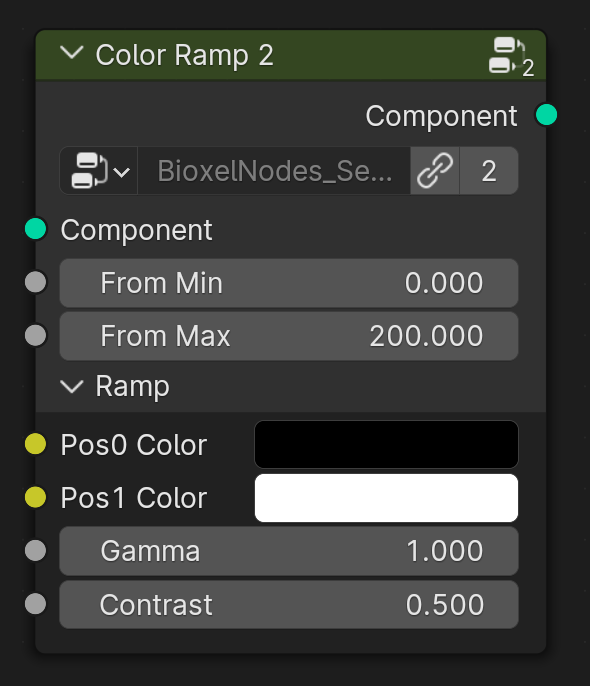 Color Ramp 2
2
Component
BioxelNodes_Se...
2
Component
From Min 0.000
From Max 200.000
Ramp
Pos0 Color
Pos1 Color
Gamma 1.000
Contrast 0.500